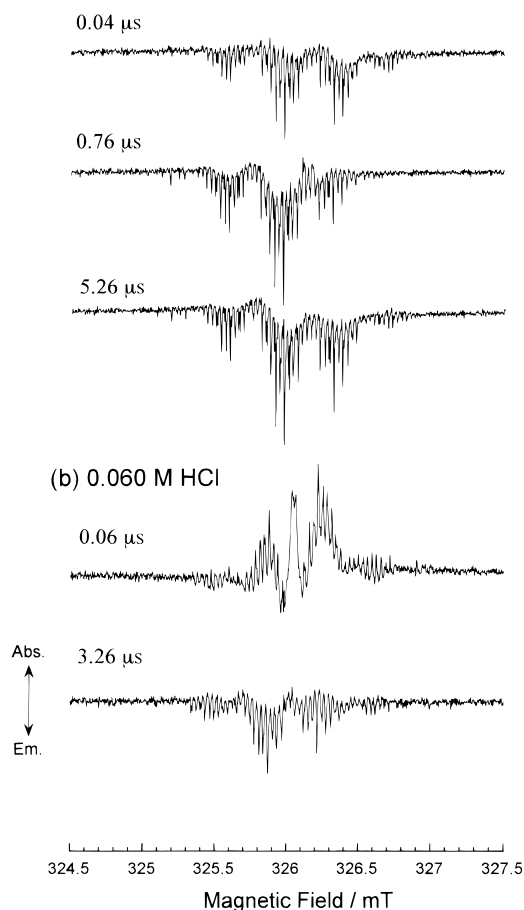 0.04 μs
0.76 μs
5.26 μs
(b) 0.060 M HCl
0.06 μs
Abs.
3.26 μs
Em.
324.5 325 325.5 326 326.5 327 327.5
Magnetic Field / mT